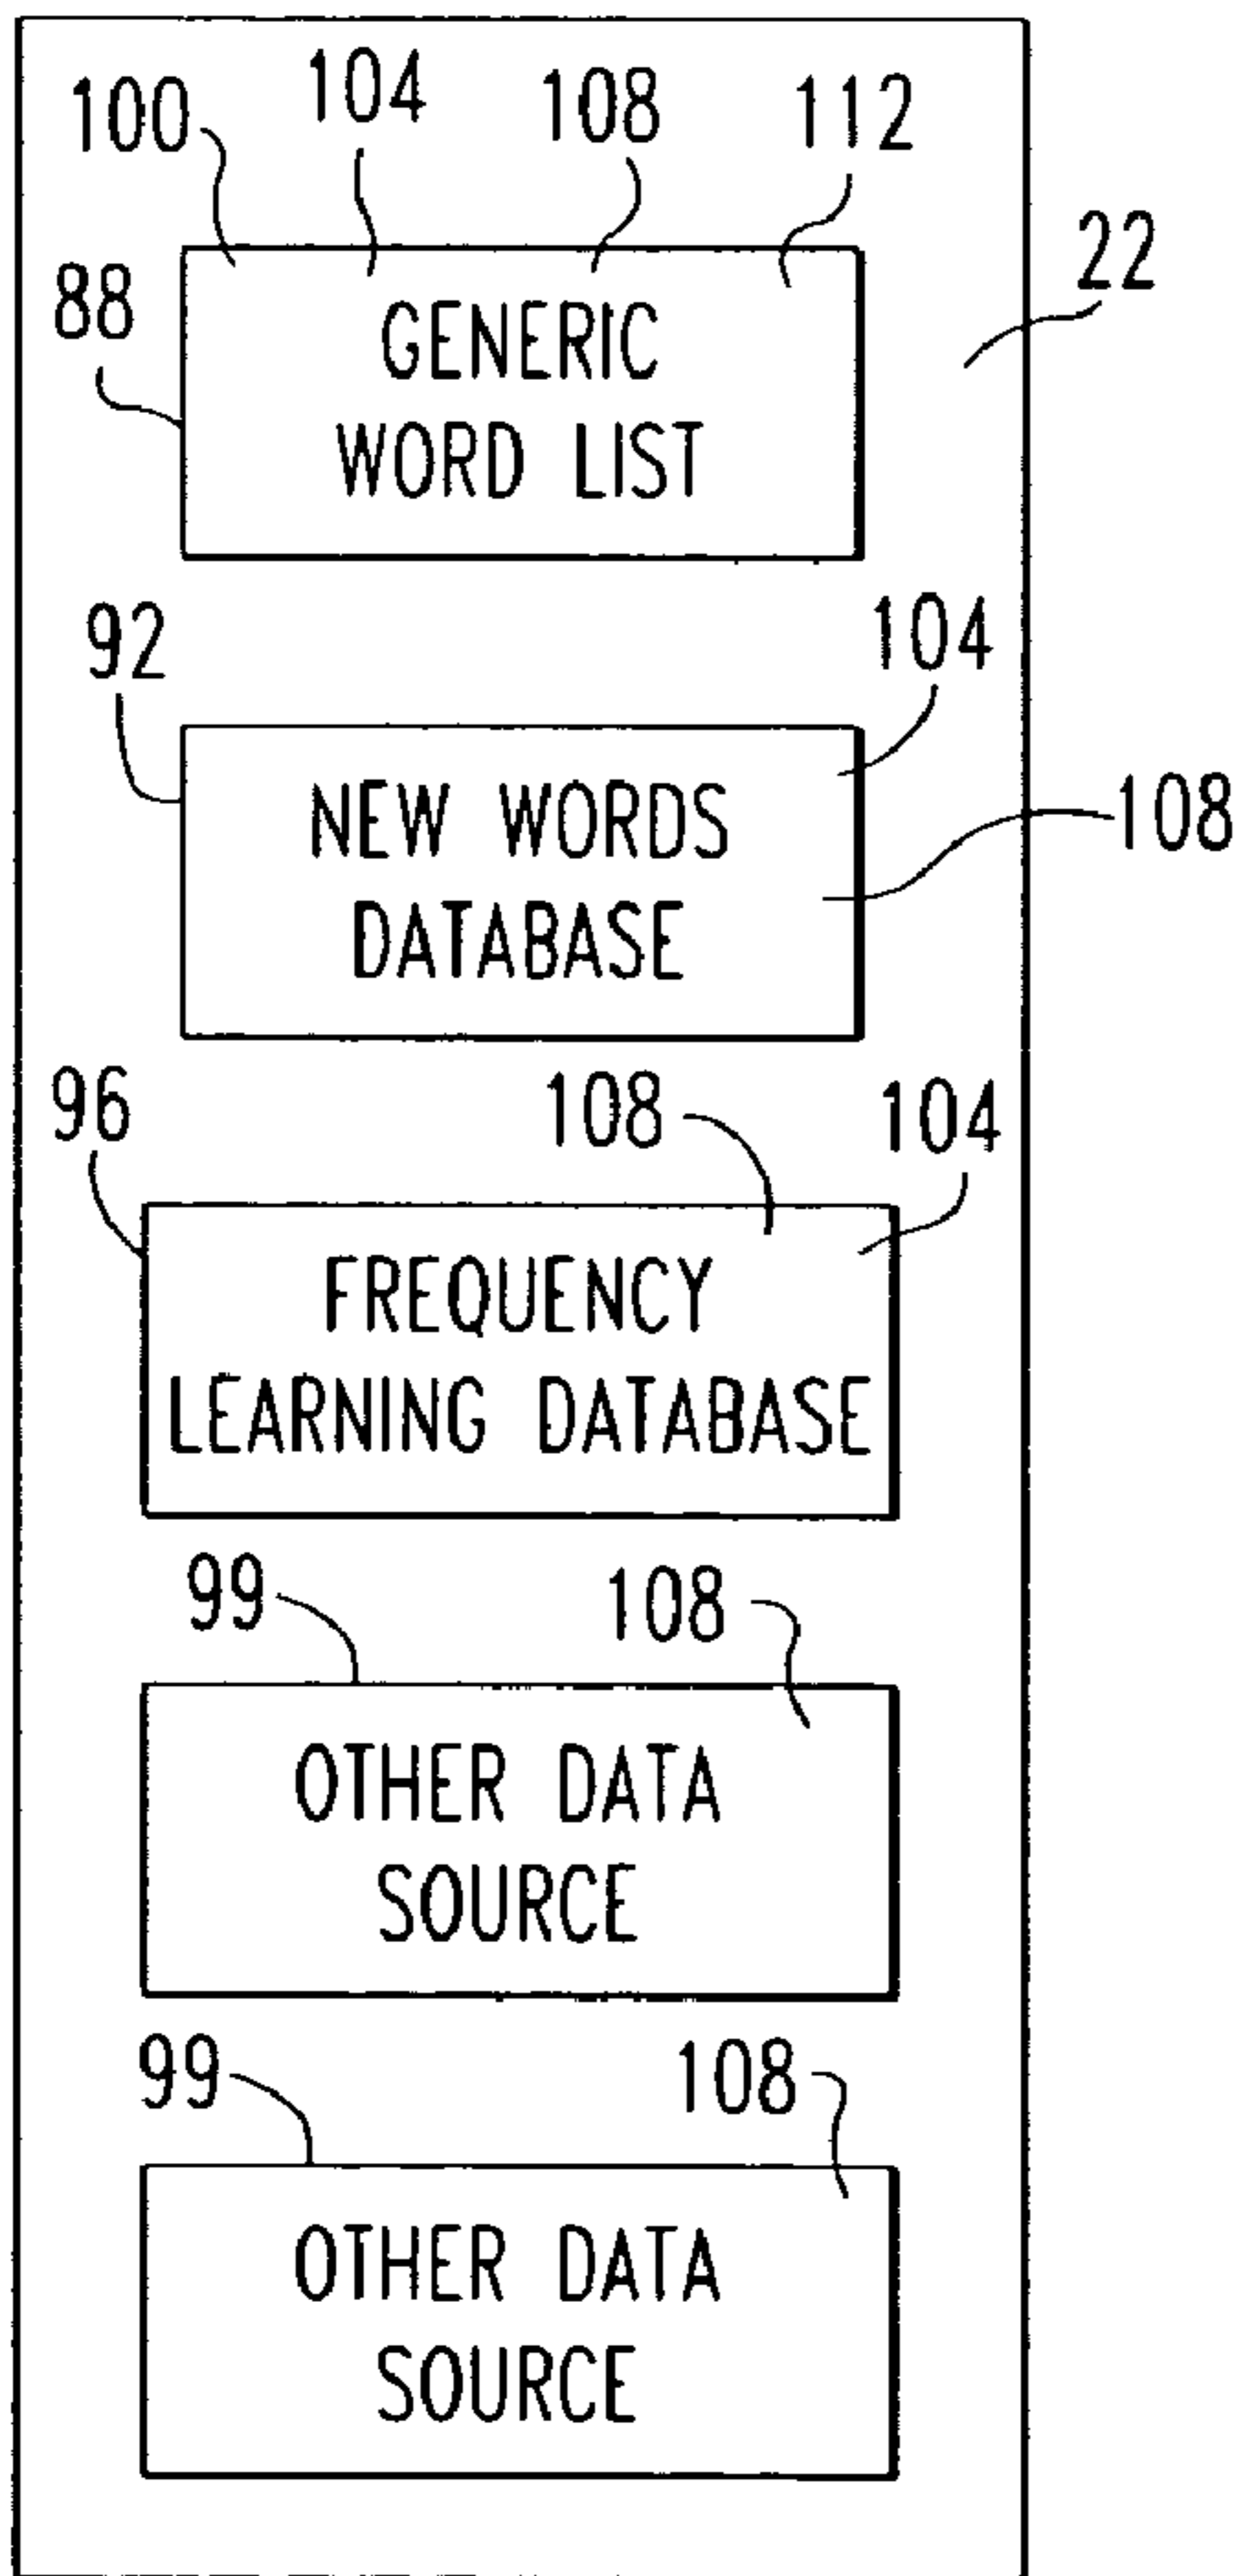 100 104 108 112
22
88
GENERIC
WORD LIST
92 104
NEW WORDS
108
DATABASE
96 108 104
FREQUENCY
LEARNING DATABASE
99 108
OTHER DATA
SOURCE
99 108
OTHER DATA
SOURCE